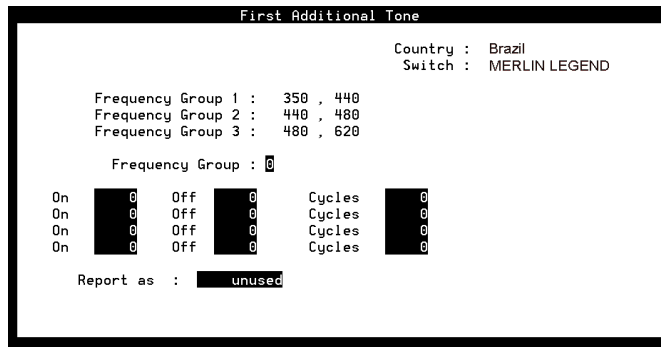 First Additional Tone
Country : Brazil
Switch : MERLIN LEGEND
Frequency Group 1 : 350 , 440
Frequency Group 2 : 440 , 480
Frequency Group 3 : 480 , 620
Frequency Group : 0
On 0 Off 0 Cycles 0
On 0 Off 0 Cycles 0
On 0 Off 0 Cycles 0
On 0 Off 0 Cycles 0
Report as : unused